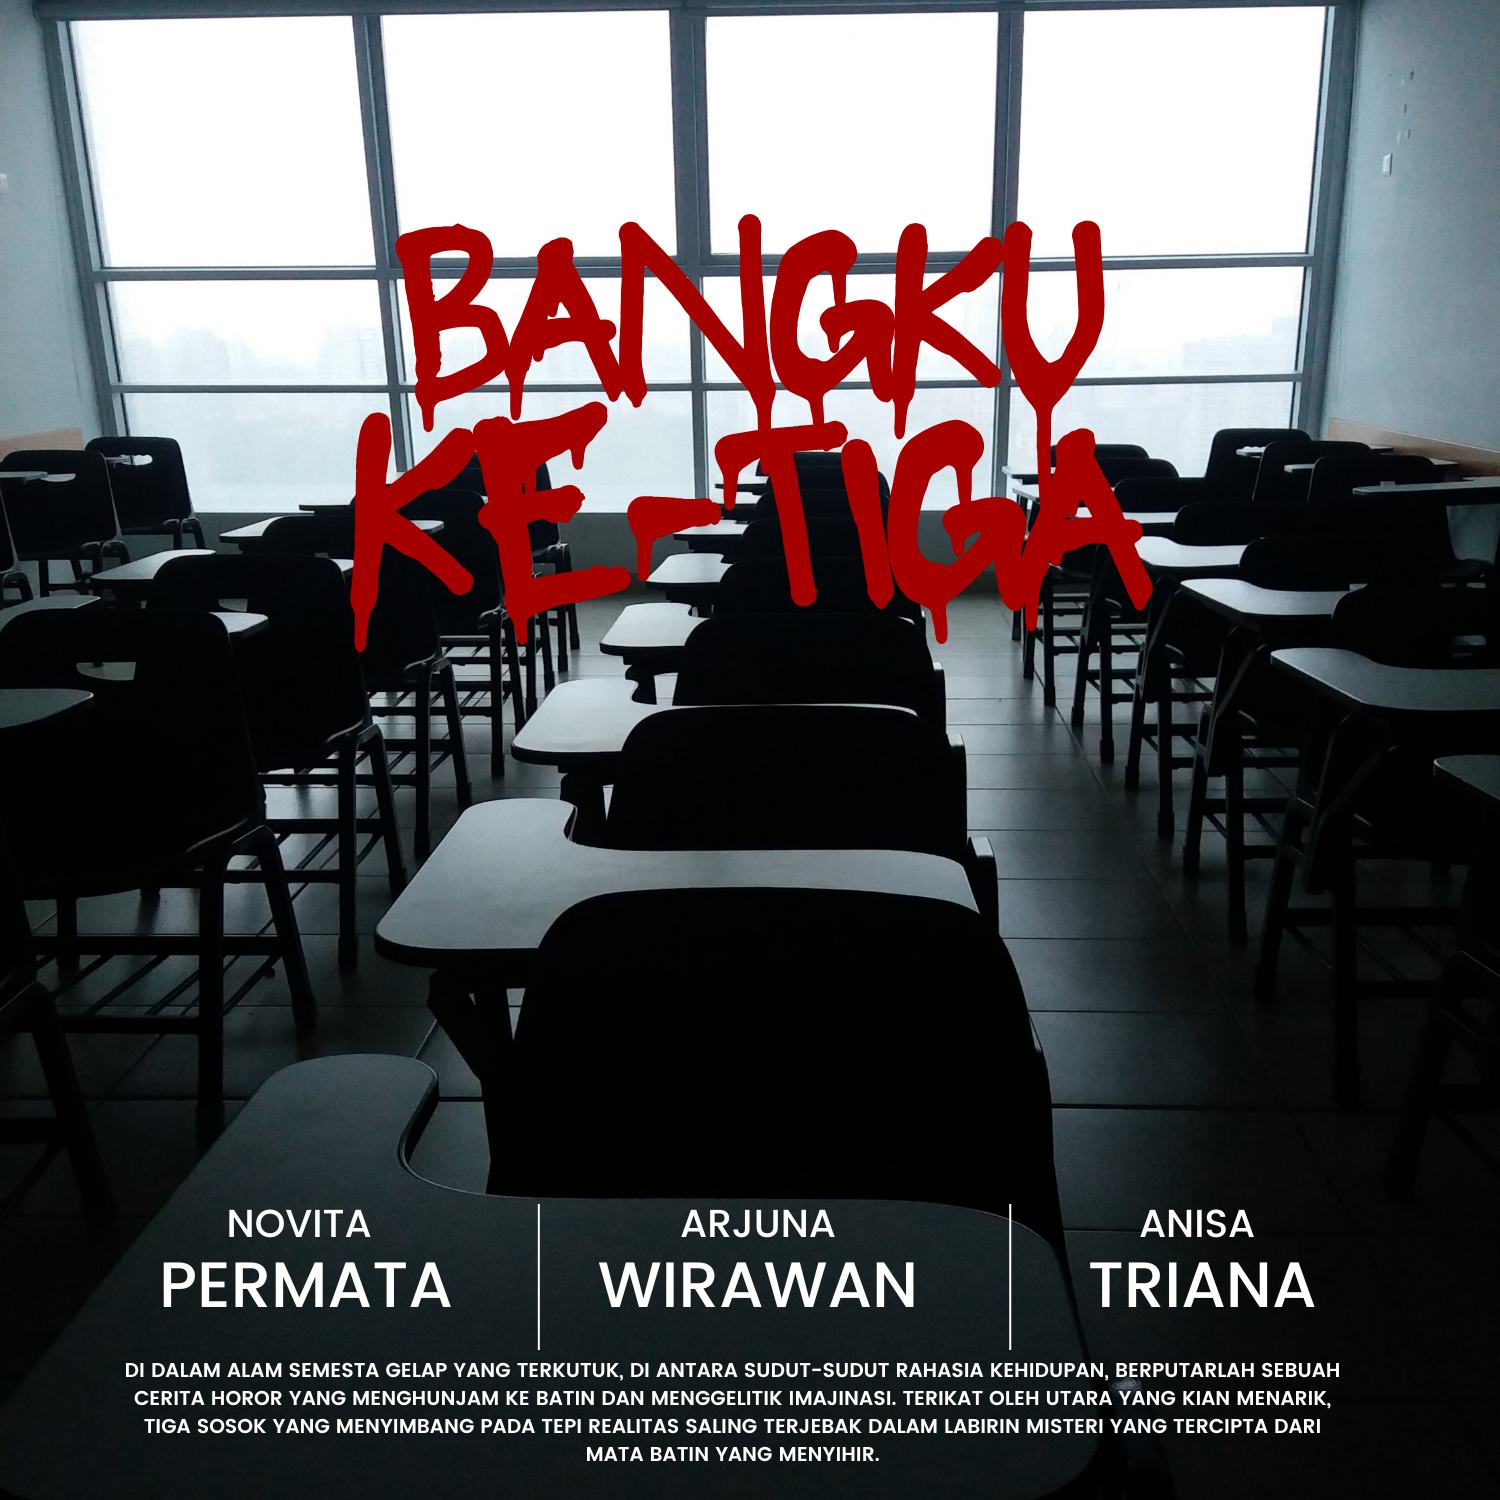 BANGKU
KE-TIGA
NOVITA
PERMATA
ARJUNA
WIRAWAN
ANISA
TRIANA
DI DALAM ALAM SEMESTA GELAP YANG TERKUTUK, DI ANTARA SUDUT-SUDUT RAHASIA KEHIDUPAN, BERPUTARLAH SEBUAH
CERITA HOROR YANG MENGHUNJAM KE BATIN DAN MENGGELITIK IMAJINASI. TERIKAT OLEH UTARA YANG KIAN MENARIK,
TIGA SOSOK YANG MENYIMBANG PADA TEPI REALITAS SALING TERJEBAK DALAM LABIRIN MISTERI YANG TERCIPTA DARI
MATA BATIN YANG MENYIHIR.